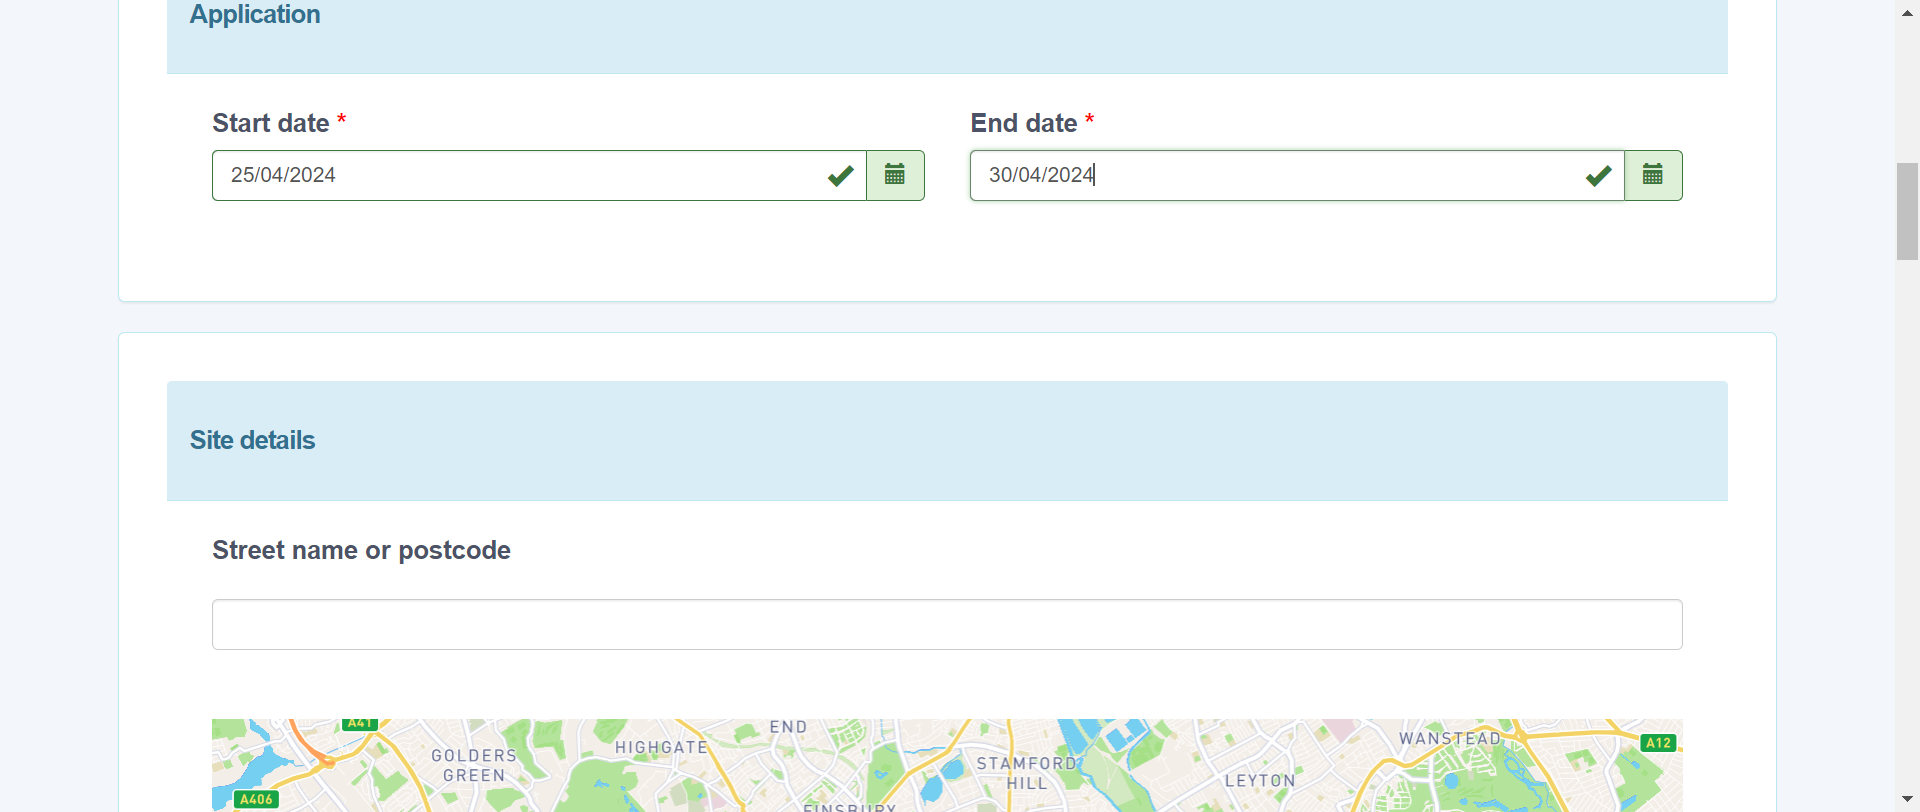 Application
Start date * End date *
25/04/2024 30/04/2024
Site details
Street name or postcode
A41
END
GOLDERS
GREEN
HIGHGATE
STAMFORD
HILL
LEYTON
WANSTEAD
A12
A406
FINSBURY